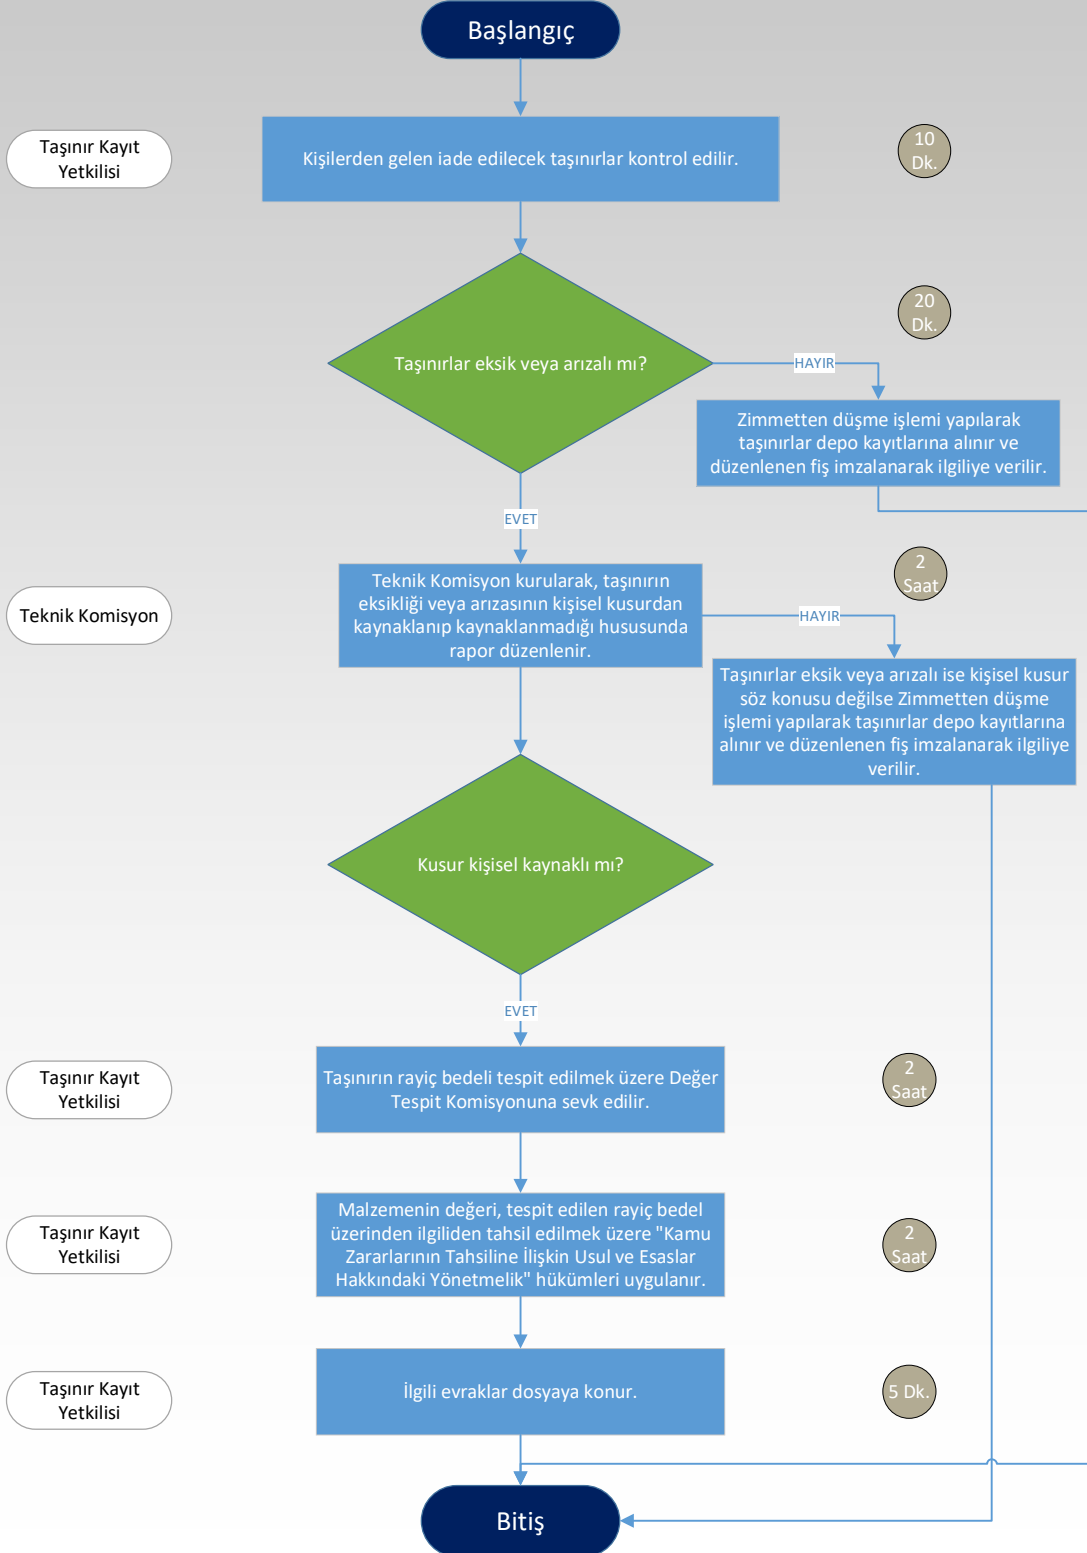 Başlangıç
Taşınır Kayıt
Yetkilisi
Kişilerden gelen iade edilecek taşınırlar kontrol edilir.
10
Dk.
Taşınırlar eksik veya arızalı mı?
20
Dk.
HAYIR
Zimmetten düşme işlemi yapılarak
taşınırlar depo kayıtlarına alınır ve
düzenlenen fiş imzalanarak ilgiliye verilir.
EVET
Teknik Komisyon
Teknik Komisyon kurularak, taşınırın
eksikliği veya arızasının kişisel kusurdan
kaynaklanıp kaynaklanmadığı hususunda
rapor düzenlenir.
2
Saat
HAYIR
Taşınırlar eksik veya arızalı ise kişisel kusur
söz konusu değilse Zimmetten düşme
işlemi yapılarak taşınırlar depo kayıtlarına
alınır ve düzenlenen fiş imzalanarak ilgiliye
verilir.
Kusur kişisel kaynaklı mı?
EVET
Taşınır Kayıt
Yetkilisi
Taşınırın rayiç bedeli tespit edilmek üzere Değer
Tespit Komisyonuna sevk edilir.
2
Saat
Taşınır Kayıt
Yetkilisi
Malzemenin değeri, tespit edilen rayiç bedel
üzerinden ilgiliden tahsil edilmek üzere "Kamu
Zararlarının Tahsiline İlişkin Usul ve Esaslar
Hakkındaki Yönetmelik" hükümleri uygulanır.
2
Saat
Taşınır Kayıt
Yetkilisi
İlgili evraklar dosyaya konur.
5 Dk.
Bitiş